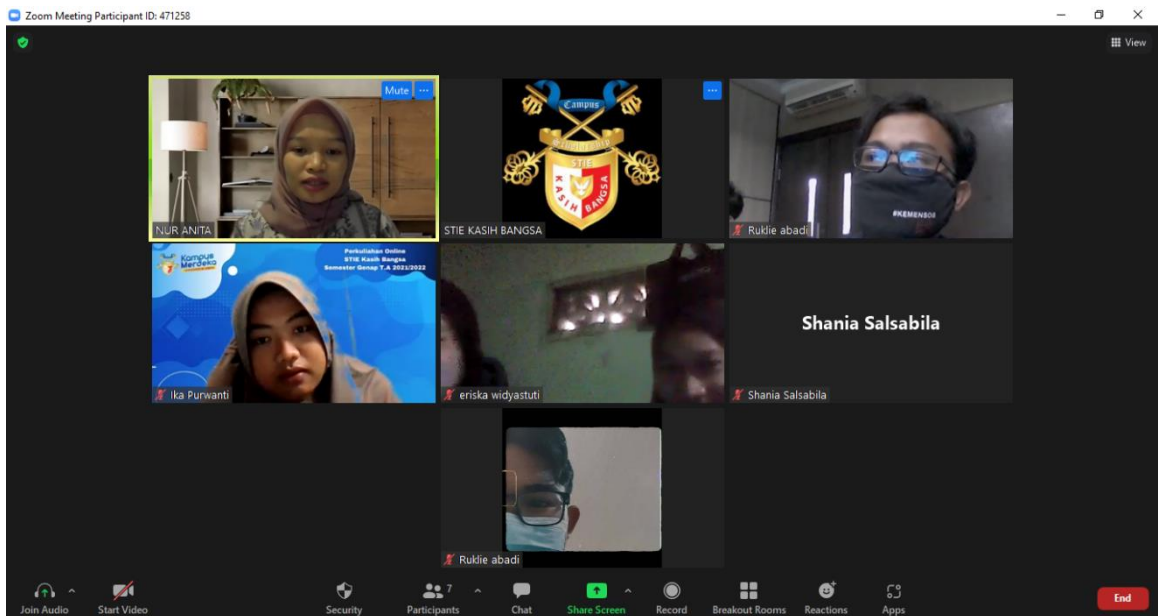 Zoom Meeting Participant ID: 471258
View
Mute
NUR ANITA
Campus
STIE
KASIH BANGSA
STIE KASIH BANGSA
#KEMENSOS
Ruklie abadi
Kampus
Merdeka
Perkuliahan Online
STIE Kasih Bangsa
Semester Genap T.A 2021/2022
Ika Purwanti
eriska widyastuti
Shania Salsabila
Shania Salsabila
Ruklie abadi
Join Audio
Start Video
Security
7
Participants
Chat
Share Screen
Record
Breakout Rooms
Reactions
Apps
End